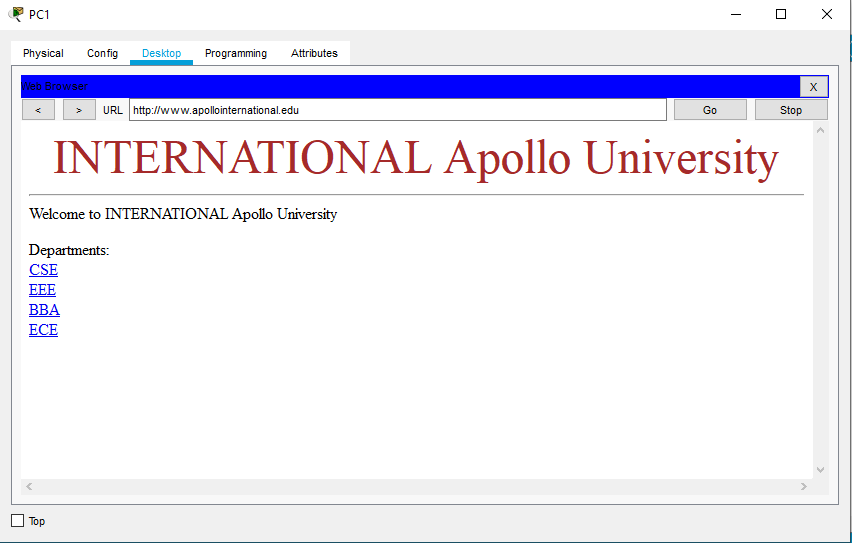 PC1
Physical Config Desktop Programming Attributes
Web Browser
X
< > URL http://www.apollointernational.edu Go Stop
INTERNATIONAL Apollo University
Welcome to INTERNATIONAL Apollo University
Departments:
CSE
EEE
BBA
ECE
Top